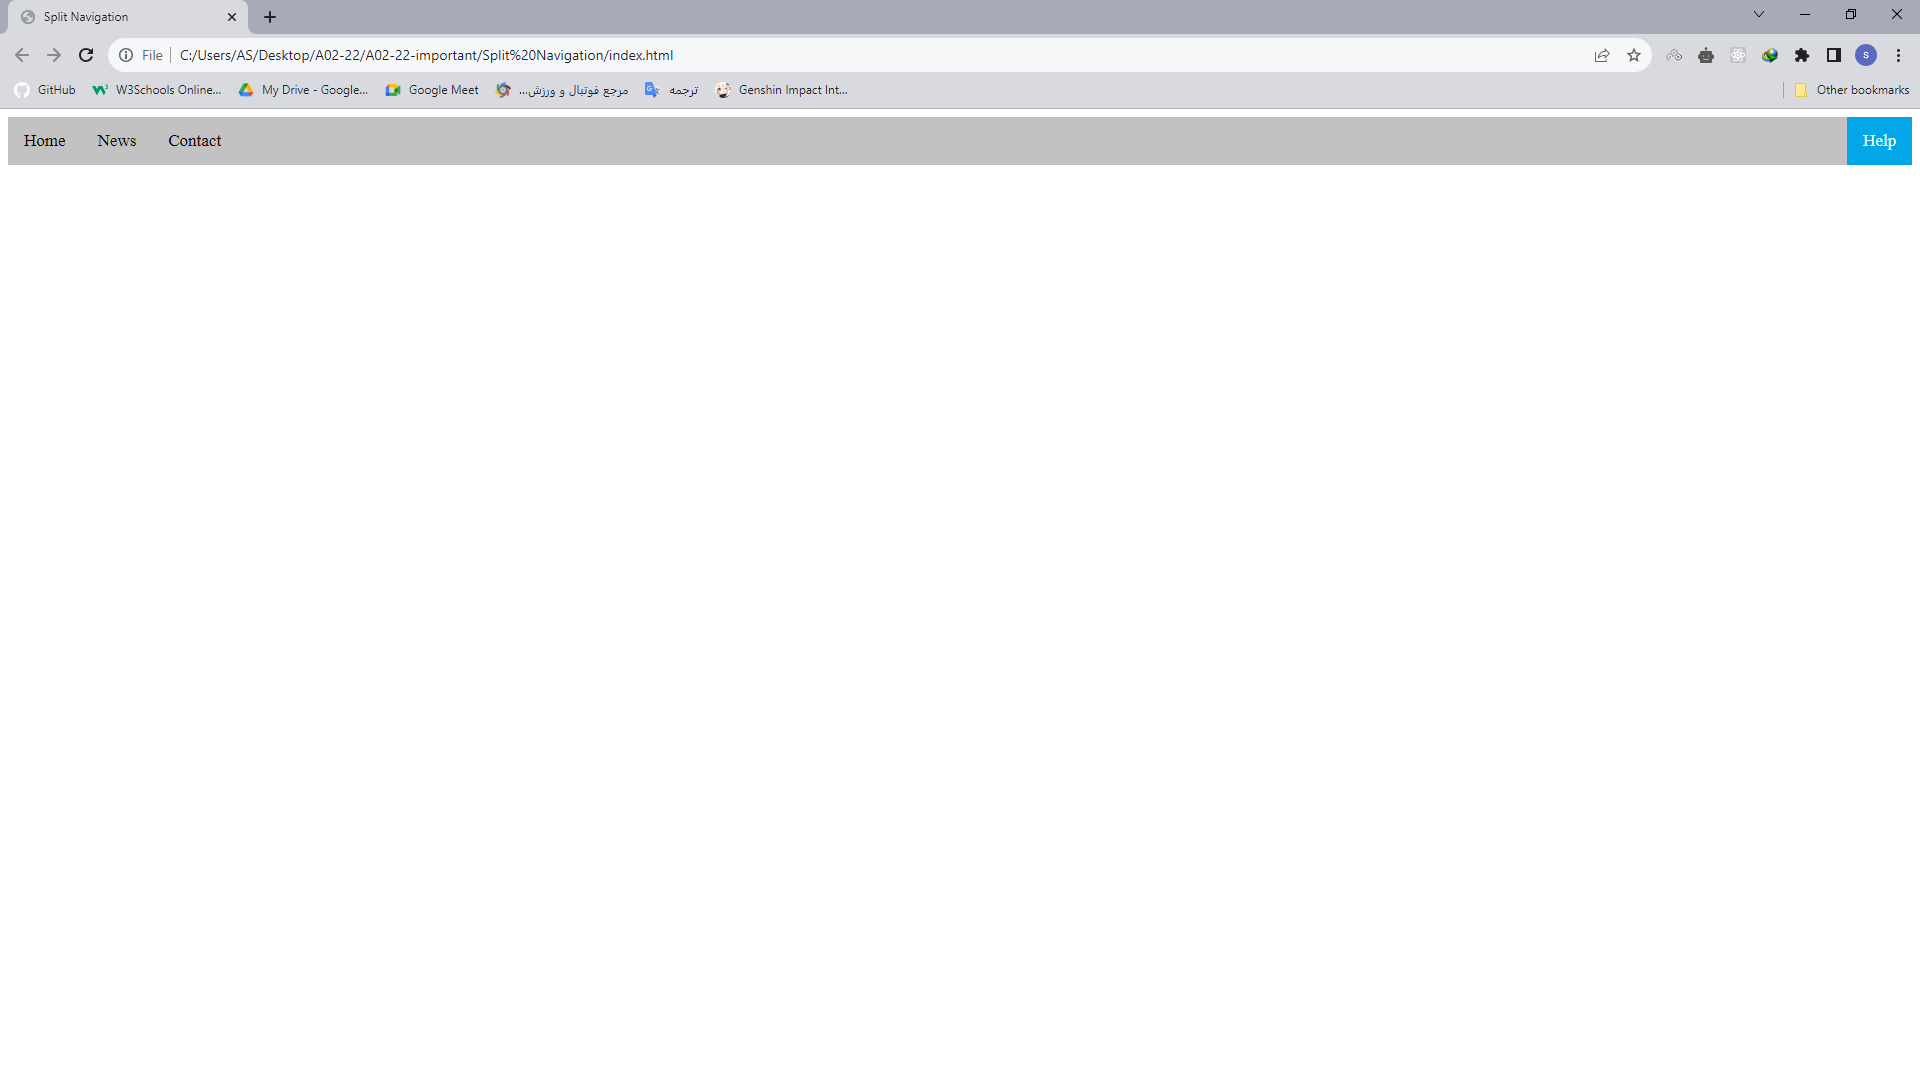 Split Navigation
File C:/Users/AS/Desktop/A02-22/A02-22-important/Split%20Navigation/index.html S
GitHub W3Schools Online... My Drive - Google... Google Meet مرجع فوتبال و ورزش... ترجمه Genshin Impact Int... Other bookmarks
Home News Contact Help